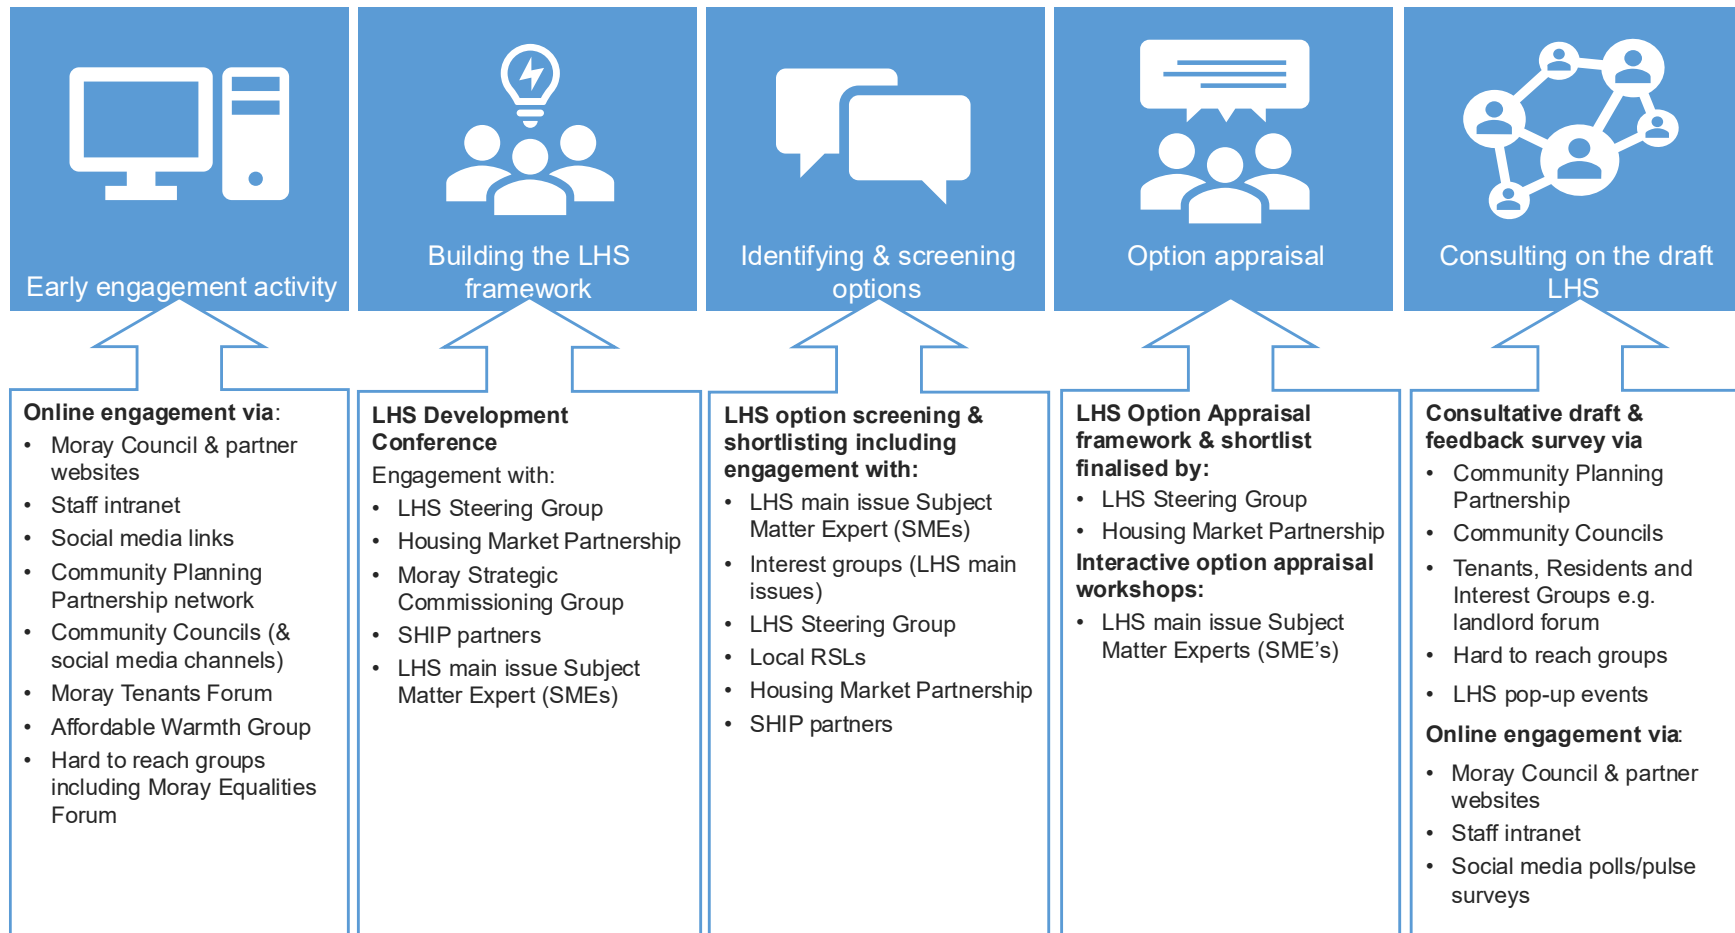 Early engagement activity
Online engagement via:
• Moray Council & partner
websites
• Staff intranet
• Social media links
• Community Planning
Partnership network
• Community Councils (&
social media channels)
• Moray Tenants Forum
• Affordable Warmth Group
• Hard to reach groups
including Moray Equalities
Forum
Building the LHS
framework
LHS Development
Conference
Engagement with:
• LHS Steering Group
• Housing Market Partnership
• Moray Strategic
Commissioning Group
• SHIP partners
• LHS main issue Subject
Matter Expert (SMEs)
Identifying & screening
options
LHS option screening &
shortlisting including
engagement with:
• LHS main issue Subject
Matter Expert (SMEs)
• Interest groups (LHS main
issues)
• LHS Steering Group
• Local RSLs
• Housing Market Partnership
• SHIP partners
Option appraisal
LHS Option Appraisal
framework & shortlist
finalised by:
• LHS Steering Group
• Housing Market Partnership
Interactive option appraisal
workshops:
• LHS main issue Subject
Matter Experts (SME’s)
Consulting on the draft
LHS
Consultative draft &
feedback survey via
• Community Planning
Partnership
• Community Councils
• Tenants, Residents and
Interest Groups e.g.
landlord forum
• Hard to reach groups
• LHS pop-up events
Online engagement via:
• Moray Council & partner
websites
• Staff intranet
• Social media polls/pulse
surveys